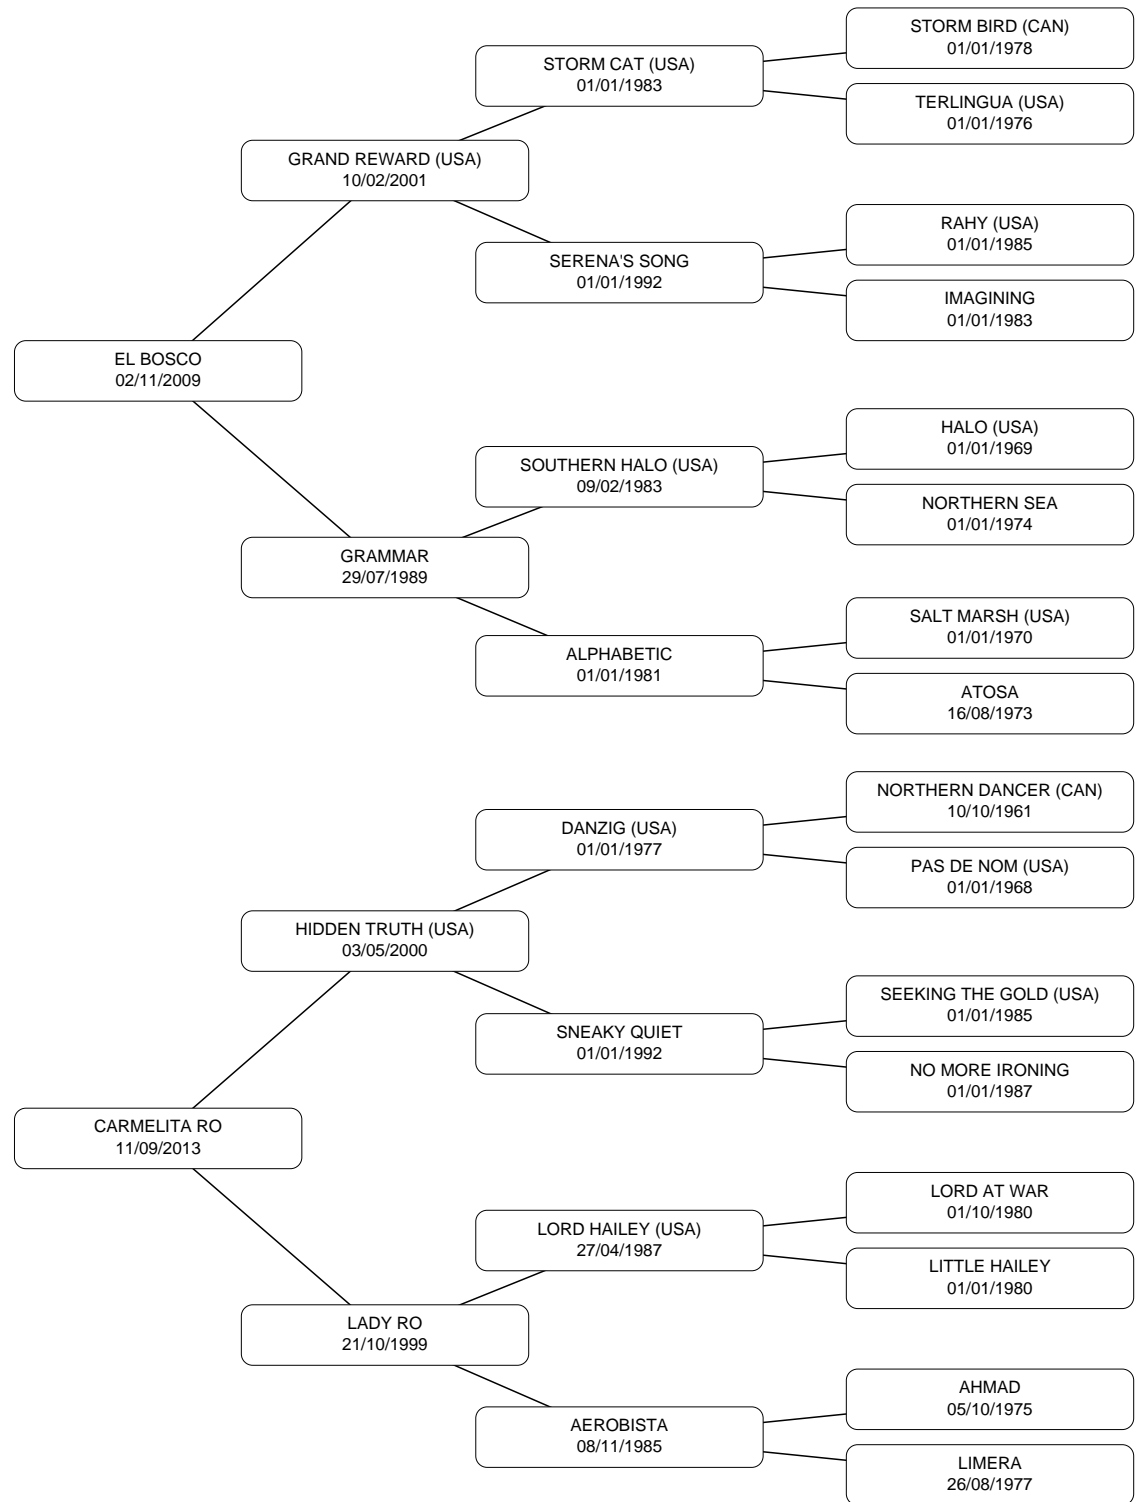 STORM BIRD (CAN)
01/01/1978
STORM CAT (USA)
01/01/1983
TERLINGUA (USA)
01/01/1976
GRAND REWARD (USA)
10/02/2001
RAHY (USA)
01/01/1985
SERENA'S SONG
01/01/1992
IMAGINING
01/01/1983
EL BOSCO
02/11/2009
HALO (USA)
01/01/1969
SOUTHERN HALO (USA)
09/02/1983
NORTHERN SEA
01/01/1974
GRAMMAR
29/07/1989
SALT MARSH (USA)
01/01/1970
ALPHABETIC
01/01/1981
ATOSA
16/08/1973
NORTHERN DANCER (CAN)
10/10/1961
DANZIG (USA)
01/01/1977
PAS DE NOM (USA)
01/01/1968
HIDDEN TRUTH (USA)
03/05/2000
SEEKING THE GOLD (USA)
01/01/1985
SNEAKY QUIET
01/01/1992
NO MORE IRONING
01/01/1987
CARMELITA RO
11/09/2013
LORD AT WAR
01/10/1980
LORD HAILEY (USA)
27/04/1987
LITTLE HAILEY
01/01/1980
LADY RO
21/10/1999
AHMAD
05/10/1975
AEROBISTA
08/11/1985
LIMERA
26/08/1977